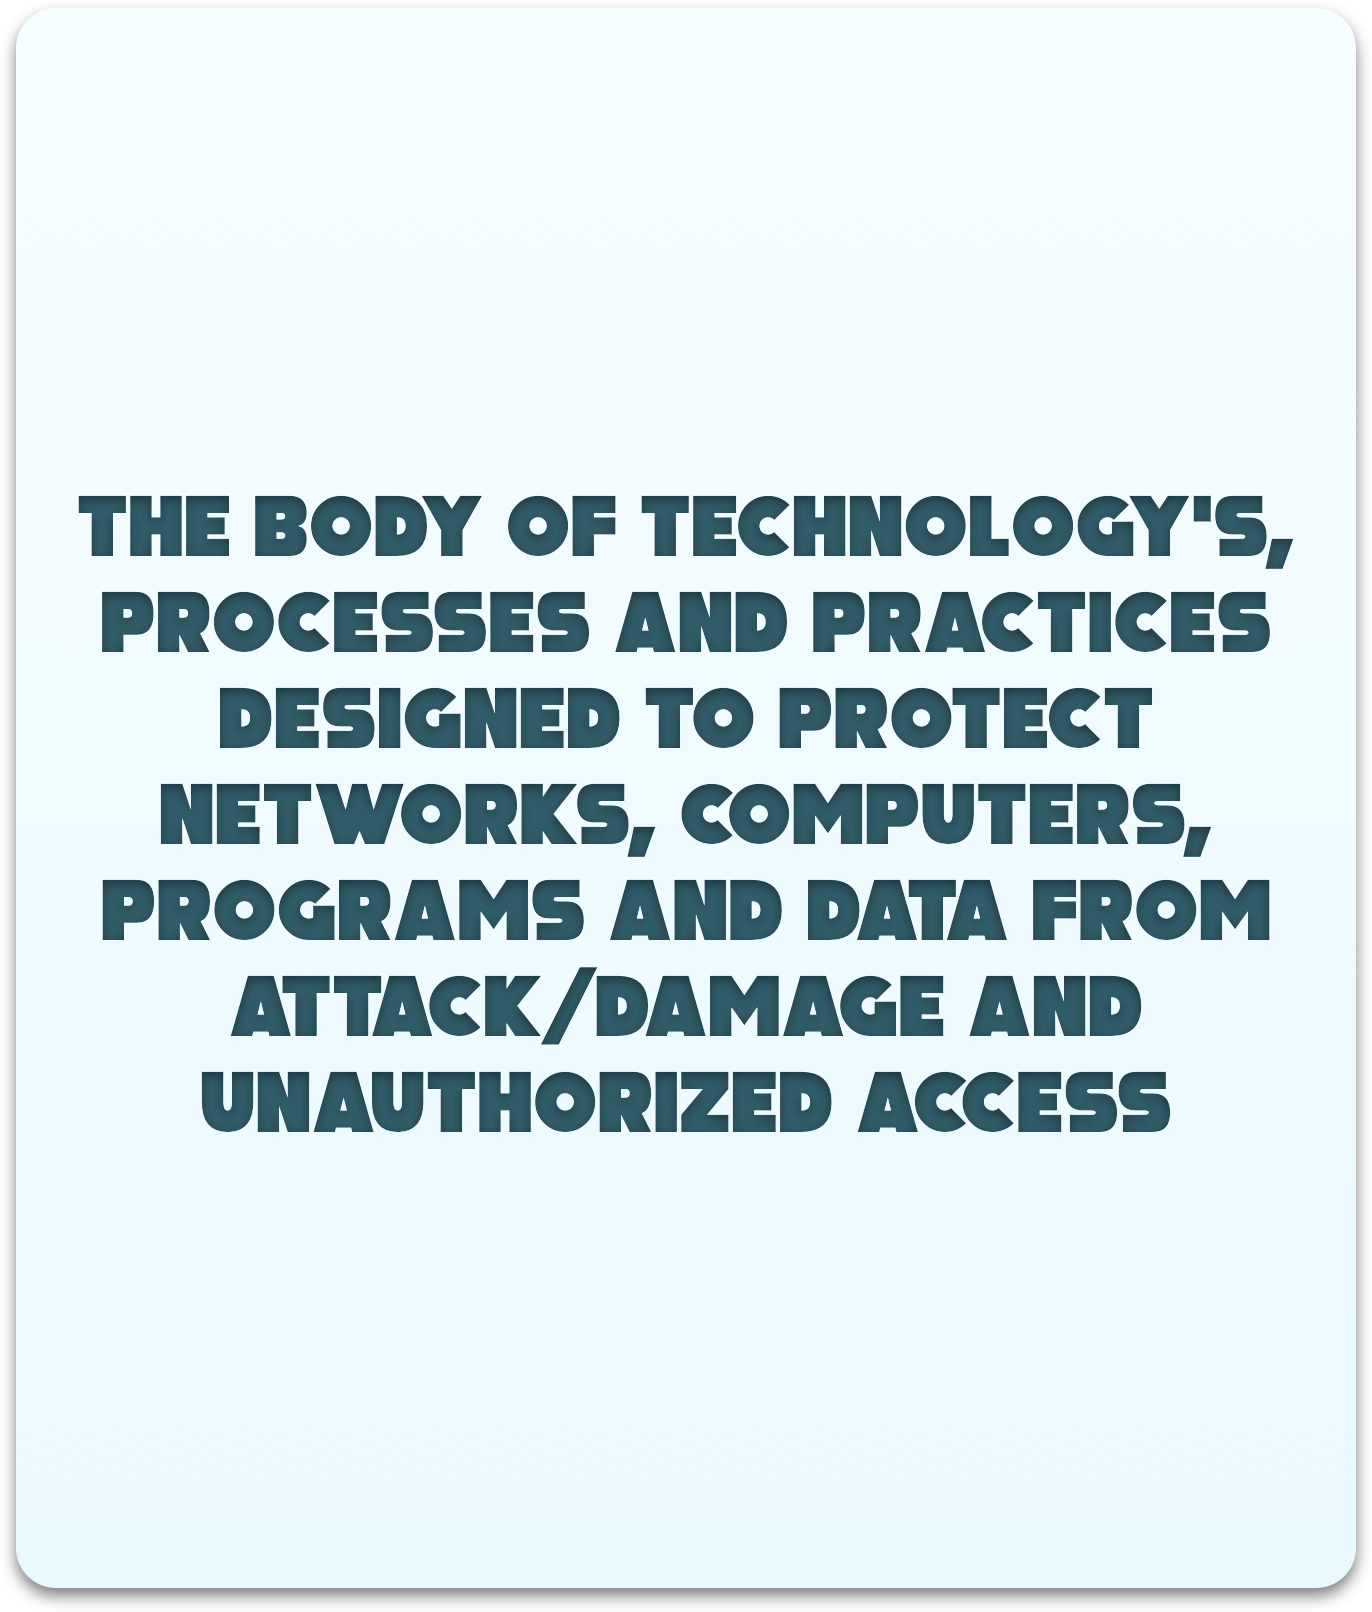 THE BODY OF TECHNOLOGY'S,
PROCESSES AND PRACTICES
DESIGNED TO PROTECT
NETWORKS, COMPUTERS,
PROGRAMS AND DATA FROM
ATTACK/DAMAGE AND
UNAUTHORIZED ACCESS